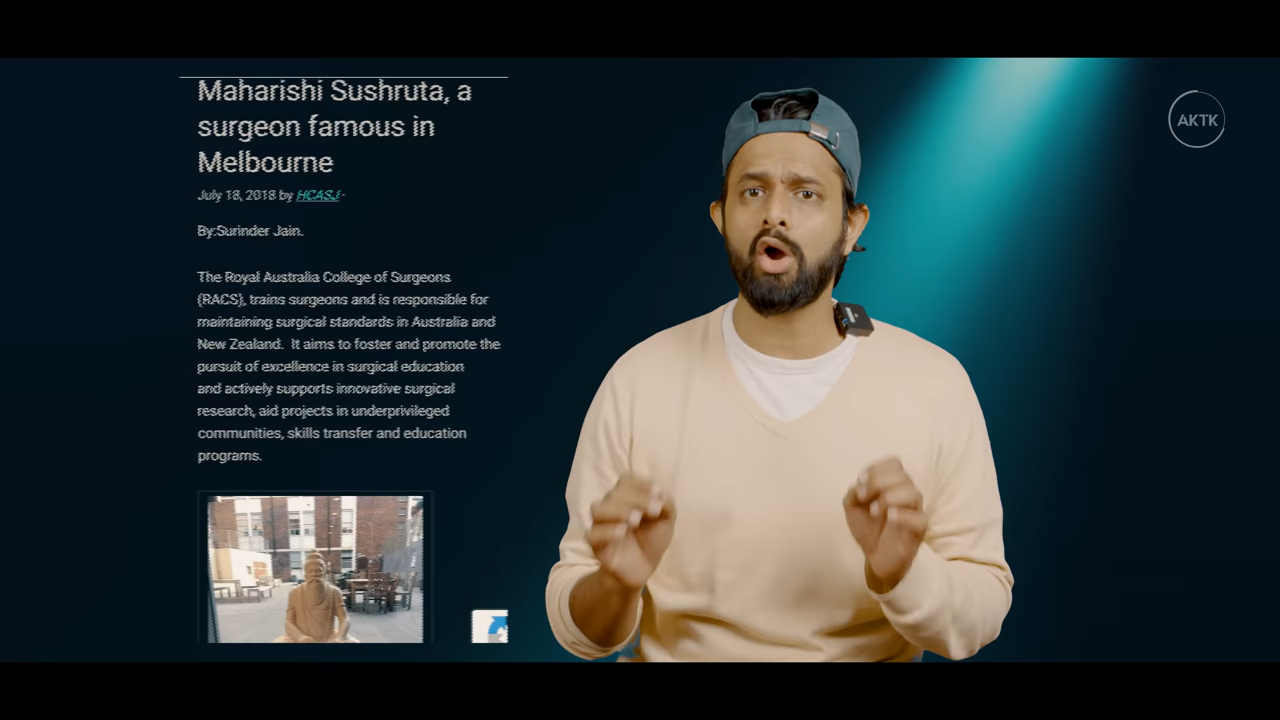 Maharishi Sushruta, a
surgeon famous in
Melbourne
July 18, 2018 by HCASJ -
By:Surinder Jain.
The Royal Australia College of Surgeons
(RACS), trains surgeons and is responsible for
maintaining surgical standards in Australia and
New Zealand. It aims to foster and promote the
pursuit of excellence in surgical education
and actively supports innovative surgical
research, aid projects in underprivileged
communities, skills transfer and education
programs.
AKTK